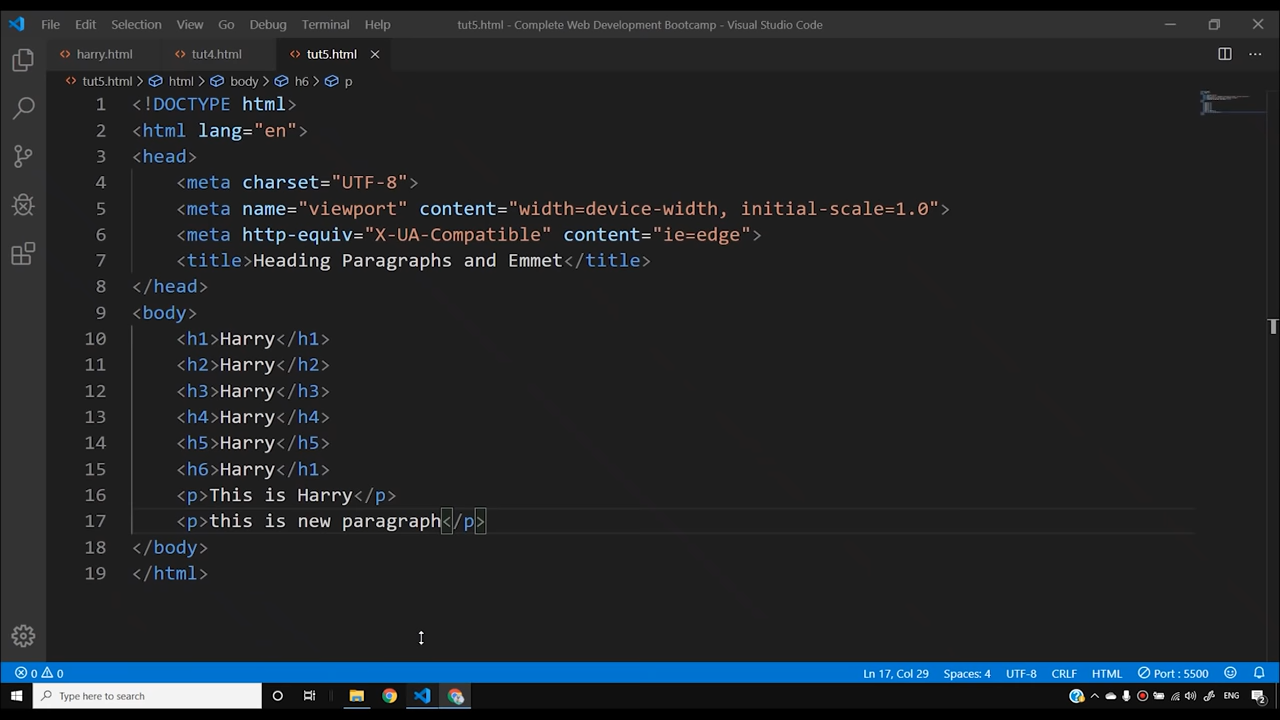 File Edit Selection View Go Debug Terminal Help tut5.html - Complete Web Development Bootcamp - Visual Studio Code
harry.html tut4.html tut5.html
tut5.html > html > body > h6 > p
1 <!DOCTYPE html>
2 <html lang="en">
3 <head>
4 <meta charset="UTF-8">
5 <meta name="viewport" content="width=device-width, initial-scale=1.0">
6 <meta http-equiv="X-UA-Compatible" content="ie=edge">
7 <title>Heading Paragraphs and Emmet</title>
8 </head>
9 <body>
10 <h1>Harry</h1>
11 <h2>Harry</h2>
12 <h3>Harry</h3>
13 <h4>Harry</h4>
14 <h5>Harry</h5>
15 <h6>Harry</h1>
16 <p>This is Harry</p>
17 <p>this is new paragraph</p>
18 </body>
19 </html>
0 0 Ln 17, Col 29 Spaces: 4 UTF-8 CRLF HTML Port : 5500
Type here to search ENG 2